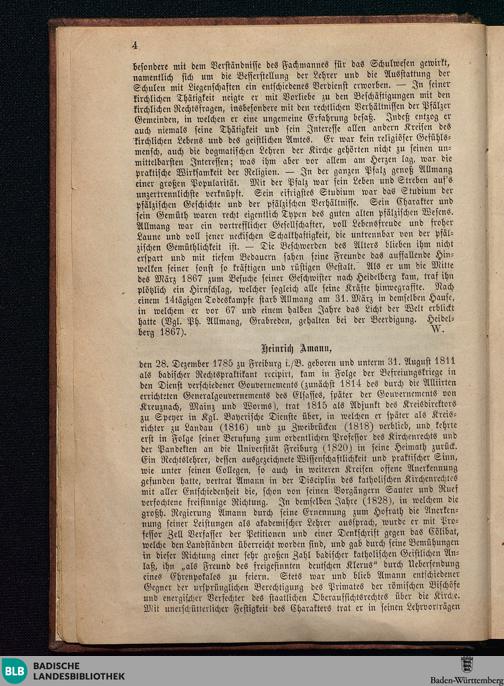 4
besondere mit dem Verständnisse des Fachmannes für das Schulwesen gewirkt,
namentlich sich um die Besserstellung der Lehrer und die Ausstattung der
Schulen mit Liegenschaften ein entschiedenes Verdienst erworben. — In seiner
kirchlichen Thätigkeit neigte er mit Vorliebe zu den Beschäftigungen mit den
kirchlichen Rechtsfragen, insbesondere mit den rechtlichen Verhältnissen der Pfälzer
Gemeinden, in welchen er eine ungemeine Erfahrung besaß. Indeß entzog er
auch niemals seine Thätigkeit und sein Interesse allen andern Kreisen des
kirchlichen Lebens und des geistlichen Amtes. Er war kein religiöser Gefühls-
mensch, auch die dogmatischen Lehren der Kirche gehörten nicht zu seinen un-
mittelbarsten Interessen; was ihm aber vor allem am Herzen lag, war die
praktische Wirksamkeit der Religion. — In der ganzen Pfalz genoß Allmang
einer großen Popularität. Mit der Pfalz war sein Leben und Streben auf's
unzertrennlichste verknüpft. Sein eifrigstes Studium war das Studium der
pfälzischen Geschichte und der pfälzischen Verhältnisse. Sein Charakter und
sein Gemüth waren recht eigentlich Typen des guten alten pfälzischen Wesens.
Allmang war ein vortrefflicher Gesellschafter, voll Lebensfreude und froher
Laune und voll jener neckischen Schalkhaftigkeit, die untrennbar von der pfäl-
zischen Gemüthlichkeit ist. — Die Beschwerden des Alters blieben ihm nicht
erspart und mit tiefem Bedauern sahen seine Freunde das auffallende Hin-
welken seiner sonst so kräftigen und rüstigen Gestalt. Als er um die Mitte
des März 1867 zum Besuche seiner Geschwister nach Heidelberg kam, traf ihn
plötzlich ein Hirnschlag, welcher sogleich alle seine Kräfte hinwegraffte. Nach
einem 14tägigen Todeskampfe starb Allmang am 31. März in demselben Hause,
in welchem er vor 67 und einem halben Jahre das Licht der Welt erblickt
hatte (Vgl. Ph. Allmang, Grabreden, gehalten bei der Beerdigung. Heidel-
berg 1867). W.
Heinrich Amann,
den 28. Dezember 1785 zu Freiburg i./B. geboren und unterm 31. August 1811
als badischer Rechtspraktikant recipirt, kam in Folge der Befreiungskriege in
den Dienst verschiedener Gouvernements (zunächst 1814 des durch die Alliirten
errichteten Generalgouvernements des Elsasses, später der Gouvernements von
Kreuznach, Mainz und Worms), trat 1815 als Adjunkt des Kreisdirektors
zu Speyer in Kgl. Bayerische Dienste über, in welchen er später als Kreis-
richter zu Landau (1816) und zu Zweibrücken (1818) verblieb, und kehrte
erst in Folge seiner Berufung zum ordentlichen Professor des Kirchenrechts und
der Pandekten an die Universität Freiburg (1820) in seine Heimath zurück.
Ein Rechtslehrer, dessen ausgezeichnete Wissenschaftlichkeit und praktischer Sinn,
wie unter seinen Collegen, so auch in weiteren Kreisen offene Anerkennung
gefunden hatte, vertrat Amann in der Disciplin des katholischen Kirchenrechtes
mit aller Entschiedenheit die, schon von seinen Vorgängern Sauter und Ruef
verfochtene freisinnige Richtung. In demselben Jahre (1828), in welchem die
großh. Regierung Amann durch seine Ernennung zum Hofrath die Anerken-
nung seiner Leistungen als akademischer Lehrer aussprach, wurde er mit Pro-
fessor Zell Verfasser der Petitionen und einer Denkschrift gegen das Cölibat,
welche den Landständen überreicht worden sind, und gab durch seine Bemühungen
in dieser Richtung einer sehr großen Zahl badischer katholischen Geistlichen An-
laß, ihn „als Freund des freigesinnten deutschen Klerus“ durch Uebersendung
eines Ehrenpokales zu feiern. Stets war und blieb Amann entschiedener
Gegner der ursprünglichen Berechtigung des Primates der römischen Bischöfe
und energischer Verfechter des staatlichen Oberaufsichtsrechtes über die Kirche.
Mit unerschütterlicher Festigkeit des Charakters trat er in seinen Lehrvorträgen
BLB BADISCHE
LANDESBIBLIOTHEK
Baden-Württemberg